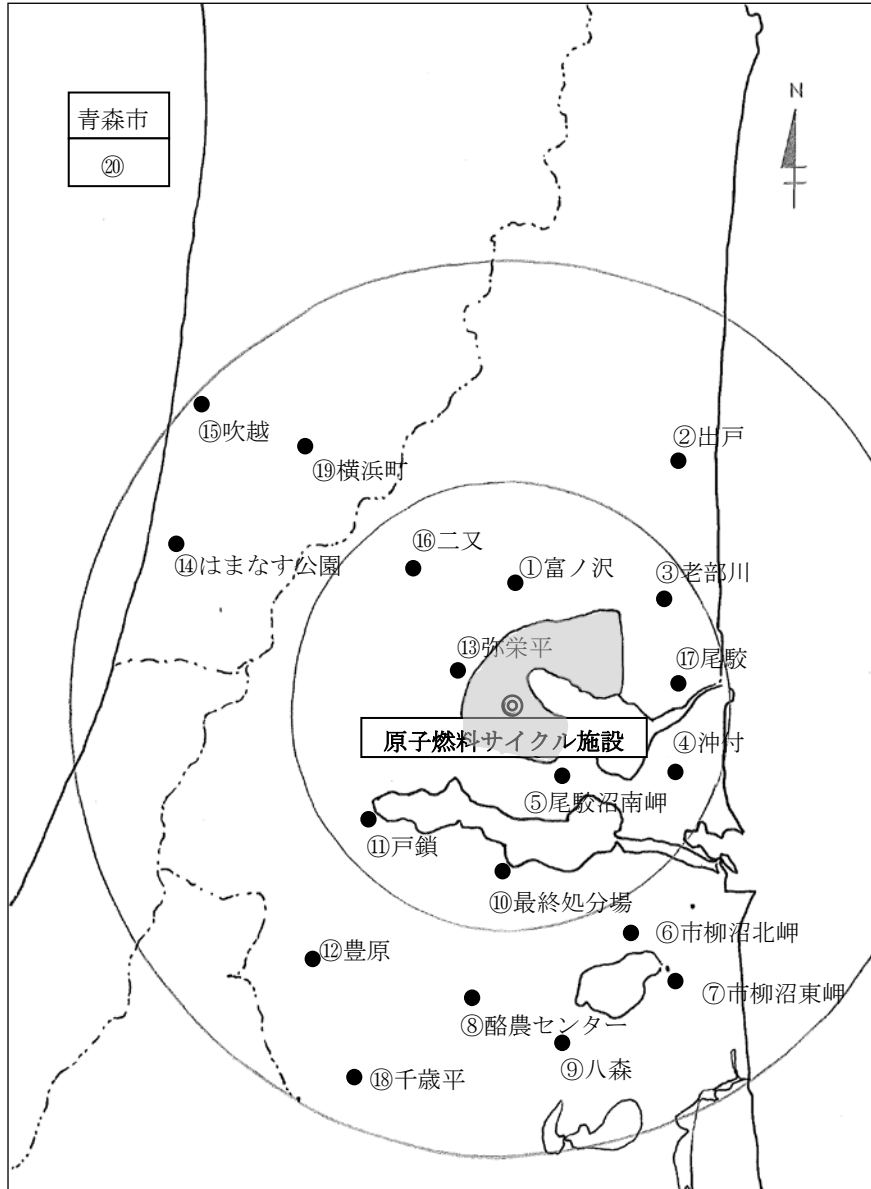 青森市
⑳
N
⑮吹越
⑲横浜町
②出戸
⑭はまなす公園
⑯二又
①富ノ沢
③老部川
⑬弥栄平
⑰尾駮
原子燃料サイクル施設
④沖付
⑤尾駮沼南岬
⑪戸鎖
⑩最終処分場
⑥市柳沼北岬
⑫豊原
⑦市柳沼東岬
⑧酪農センター
⑨八森
⑱千歳平